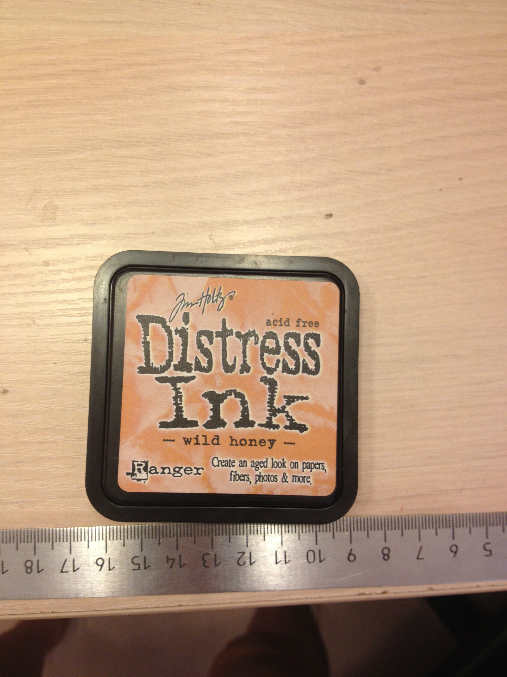 Tim Holtz®
acid free
Distress
Ink
— wild honey —
Ranger
Create an aged look on papers,
fibers, photos & more.
18 17 16 15 14 13 12 11 10 9 8 7 6 5